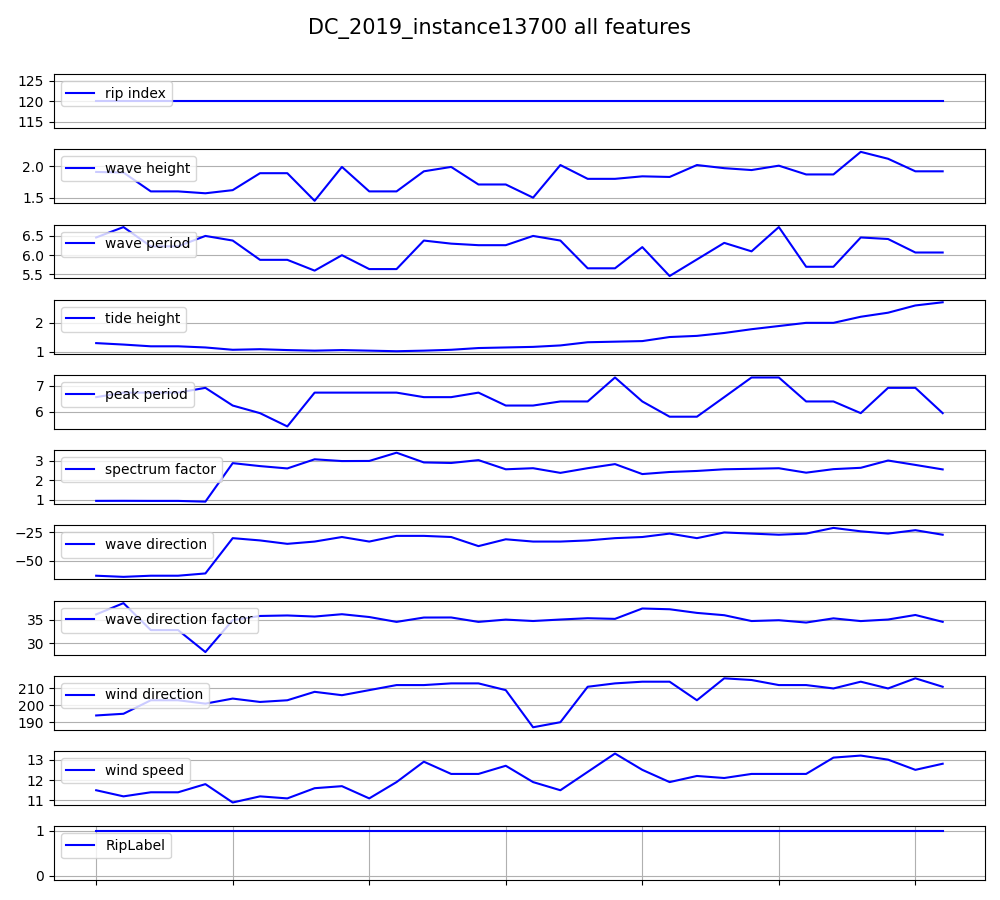 DC_2019_instance13700 all features
125
120
115
rip index
2.0
1.5
wave height
6.5
6.0
5.5
wave period
2
1
tide height
7
6
peak period
3
2
1
spectrum factor
−25
−50
wave direction
35
30
wave direction factor
210
200
190
wind direction
13
12
11
wind speed
1
0
RipLabel